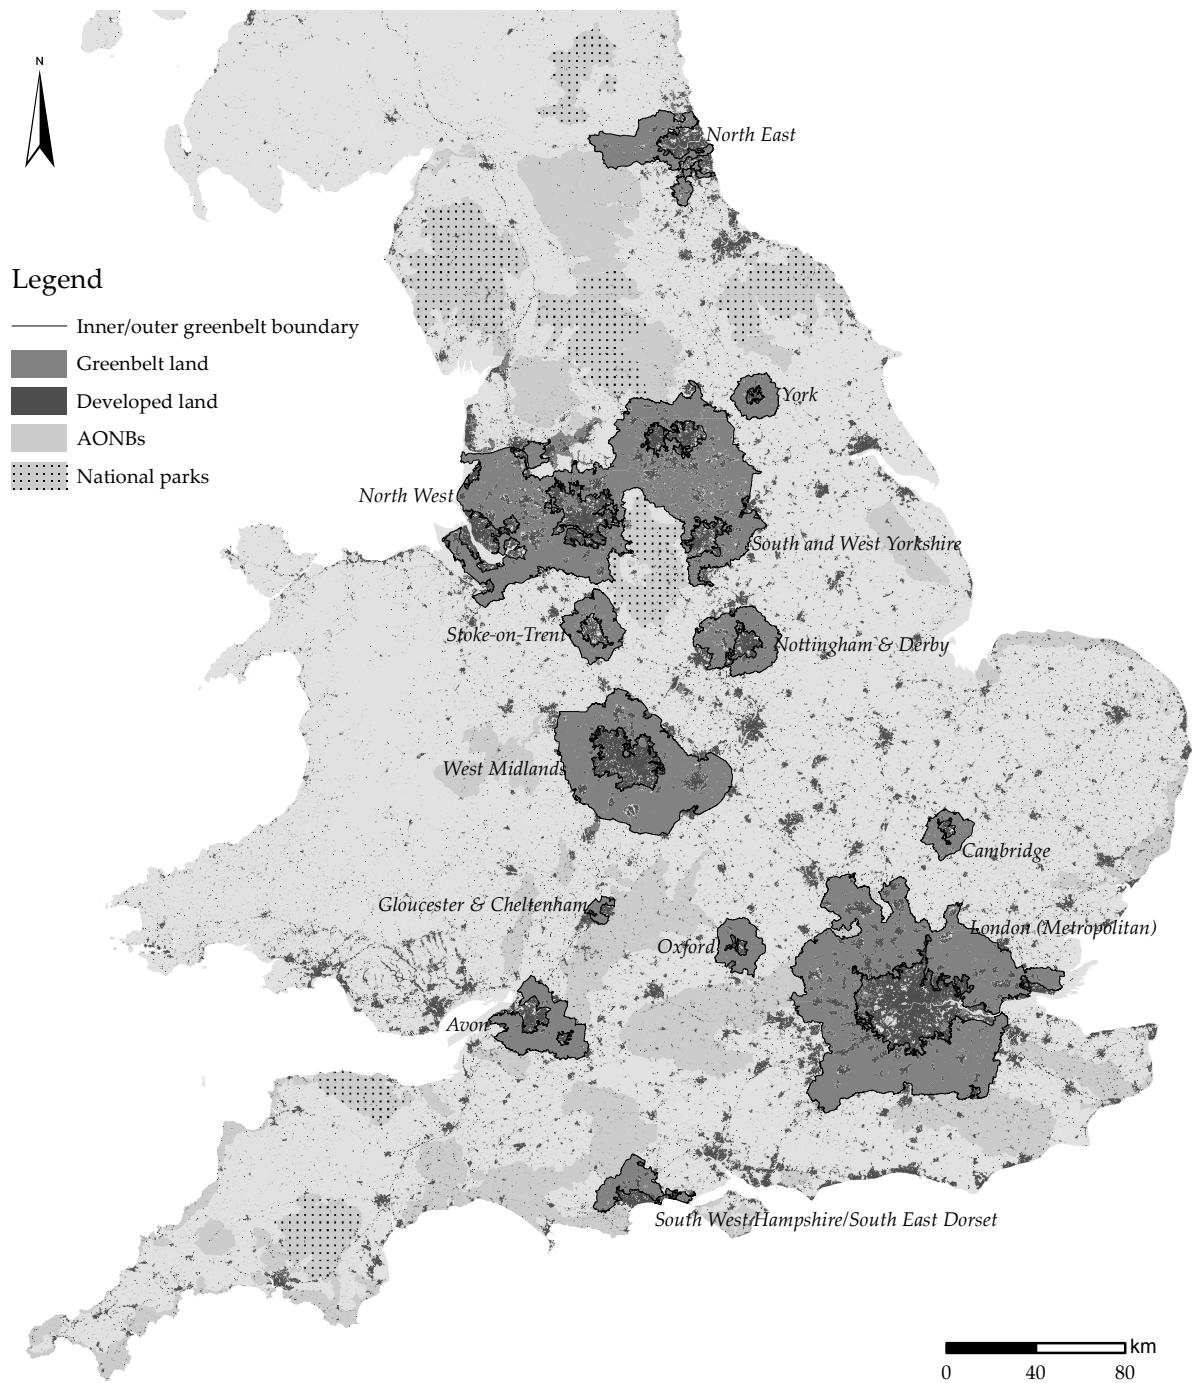 N
North East
Legend
Inner/outer greenbelt boundary
Greenbelt land
Developed land
AONBs
National parks
York
North West
South and West Yorkshire
Stoke-on-Trent
Nottingham & Derby
West Midlands
Cambridge
Gloucester & Cheltenham
London (Metropolitan)
Oxford
Avon
South West Hampshire/South East Dorset
km
0 40 80